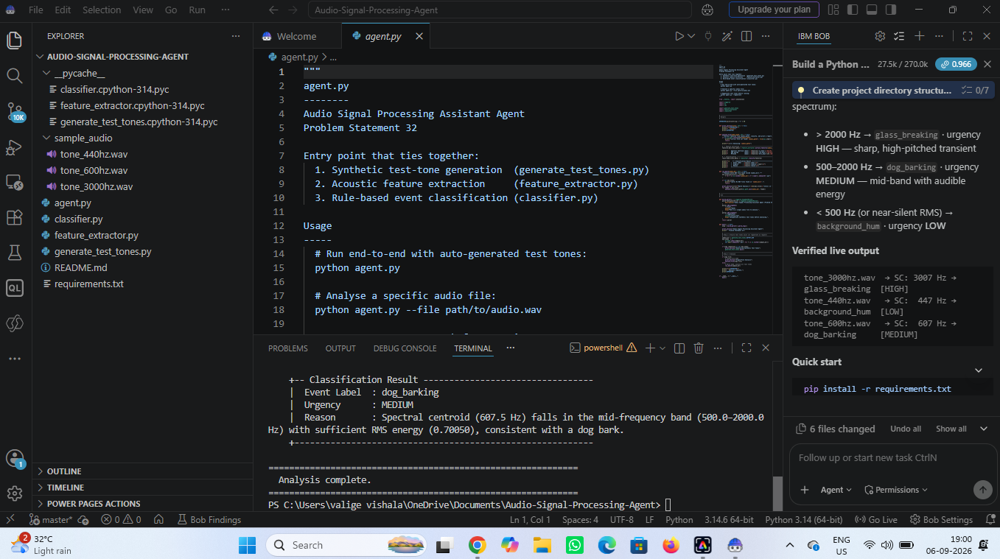 File Edit Selection View Go Run ··· Audio-Signal-Processing-Agent Upgrade your plan
EXPLORER ···
AUDIO-SIGNAL-PROCESSING-AGENT
__pycache__
classifier.cpython-314.pyc
feature_extractor.cpython-314.pyc
generate_test_tones.cpython-314.pyc
sample_audio
tone_440hz.wav
tone_600hz.wav
tone_3000hz.wav
agent.py
classifier.py
feature_extractor.py
generate_test_tones.py
README.md
requirements.txt
OUTLINE
TIMELINE
POWER PAGES ACTIONS
10K
QL
1
Welcome agent.py
agent.py > ...
1 """
2 agent.py
3 --------
4 Audio Signal Processing Assistant Agent
5 Problem Statement 32
6
7 Entry point that ties together:
8 1. Synthetic test-tone generation (generate_test_tones.py)
9 2. Acoustic feature extraction (feature_extractor.py)
10 3. Rule-based event classification (classifier.py)
11
12 Usage
13 -----
14 # Run end-to-end with auto-generated test tones:
15 python agent.py
16
17 # Analyse a specific audio file:
18 python agent.py --file path/to/audio.wav
19
PROBLEMS OUTPUT DEBUG CONSOLE TERMINAL ··· powershell
+-- Classification Result ------------------------------
| Event Label : dog_barking
| Urgency : MEDIUM
| Reason : Spectral centroid (607.5 Hz) falls in the mid-frequency band (500.0–2000.0
Hz) with sufficient RMS energy (0.70050), consistent with a dog bark.
+-----------------------------------------------------
============================================================
Analysis complete.
============================================================
PS C:\Users\valige vishala\OneDrive\Documents\Audio-Signal-Processing-Agent>
IBM BOB
Build a Python ... 27.5k / 270.0k 0.966
Create project directory structu... 0/7
spectrum):
• > 2000 Hz → glass_breaking · urgency
HIGH — sharp, high-pitched transient
• 500–2000 Hz → dog_barking · urgency
MEDIUM — mid-band with audible
energy
• < 500 Hz (or near-silent RMS) →
background_hum · urgency LOW
Verified live output
tone_3000hz.wav → SC: 3007 Hz →
glass_breaking [HIGH]
tone_440hz.wav → SC: 447 Hz →
background_hum [LOW]
tone_600hz.wav → SC: 607 Hz →
dog_barking [MEDIUM]
Quick start
pip install -r requirements.txt
6 files changed Undo all Show all
Follow up or start new task CtrlN
Agent Permissions
master* 0 0 Bob Findings Ln 1, Col 1 Spaces: 4 UTF-8 LF Python 3.14.6 64-bit Python 3.14 (64-bit) Go Live Bob Settings
2 32°C
Light rain
Search
ENG
US
19:00
06-09-2026